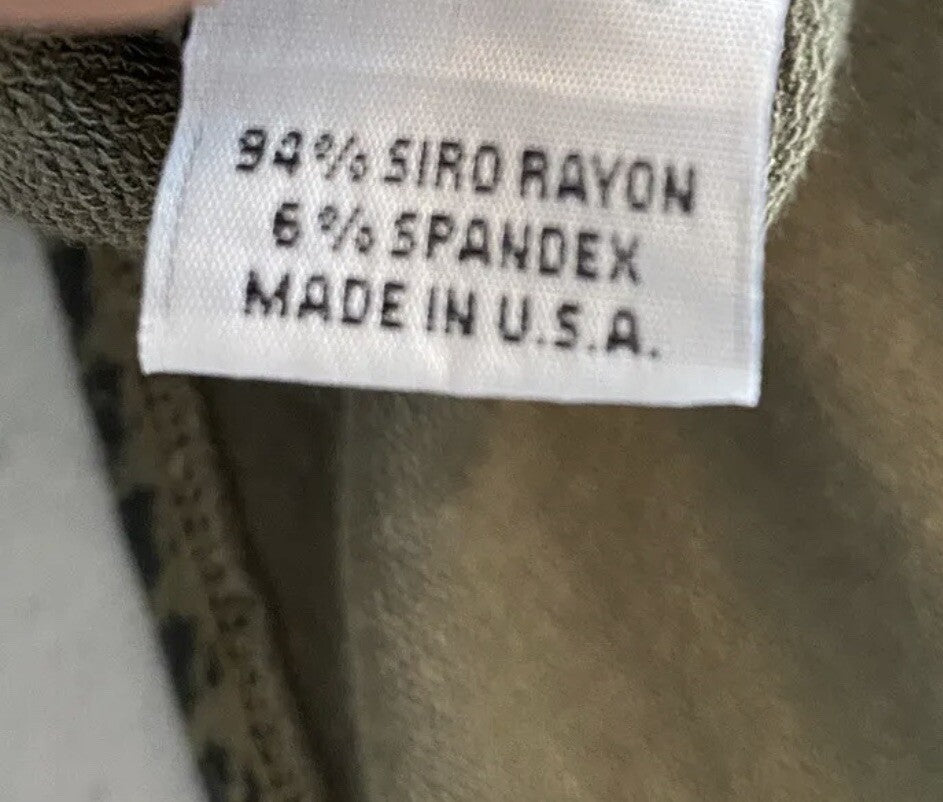 94% SIRO RAYON
6% SPANDEX
MADE IN U.S.A.